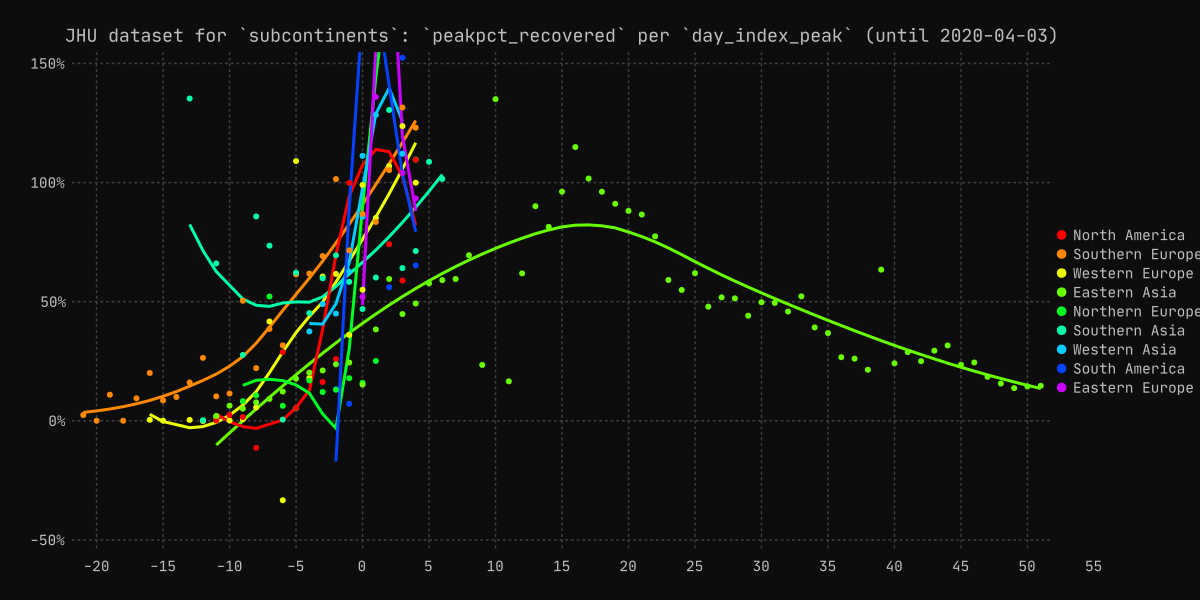 JHU dataset for `subcontinents`: `peakpct_recovered` per `day_index_peak` (until 2020-04-03)
150%
100%
50%
0%
-50%
-20 -15 -10 -5 0 5 10 15 20 25 30 35 40 45 50 55
North America
Southern Europe
Western Europe
Eastern Asia
Northern Europe
Southern Asia
Western Asia
South America
Eastern Europe